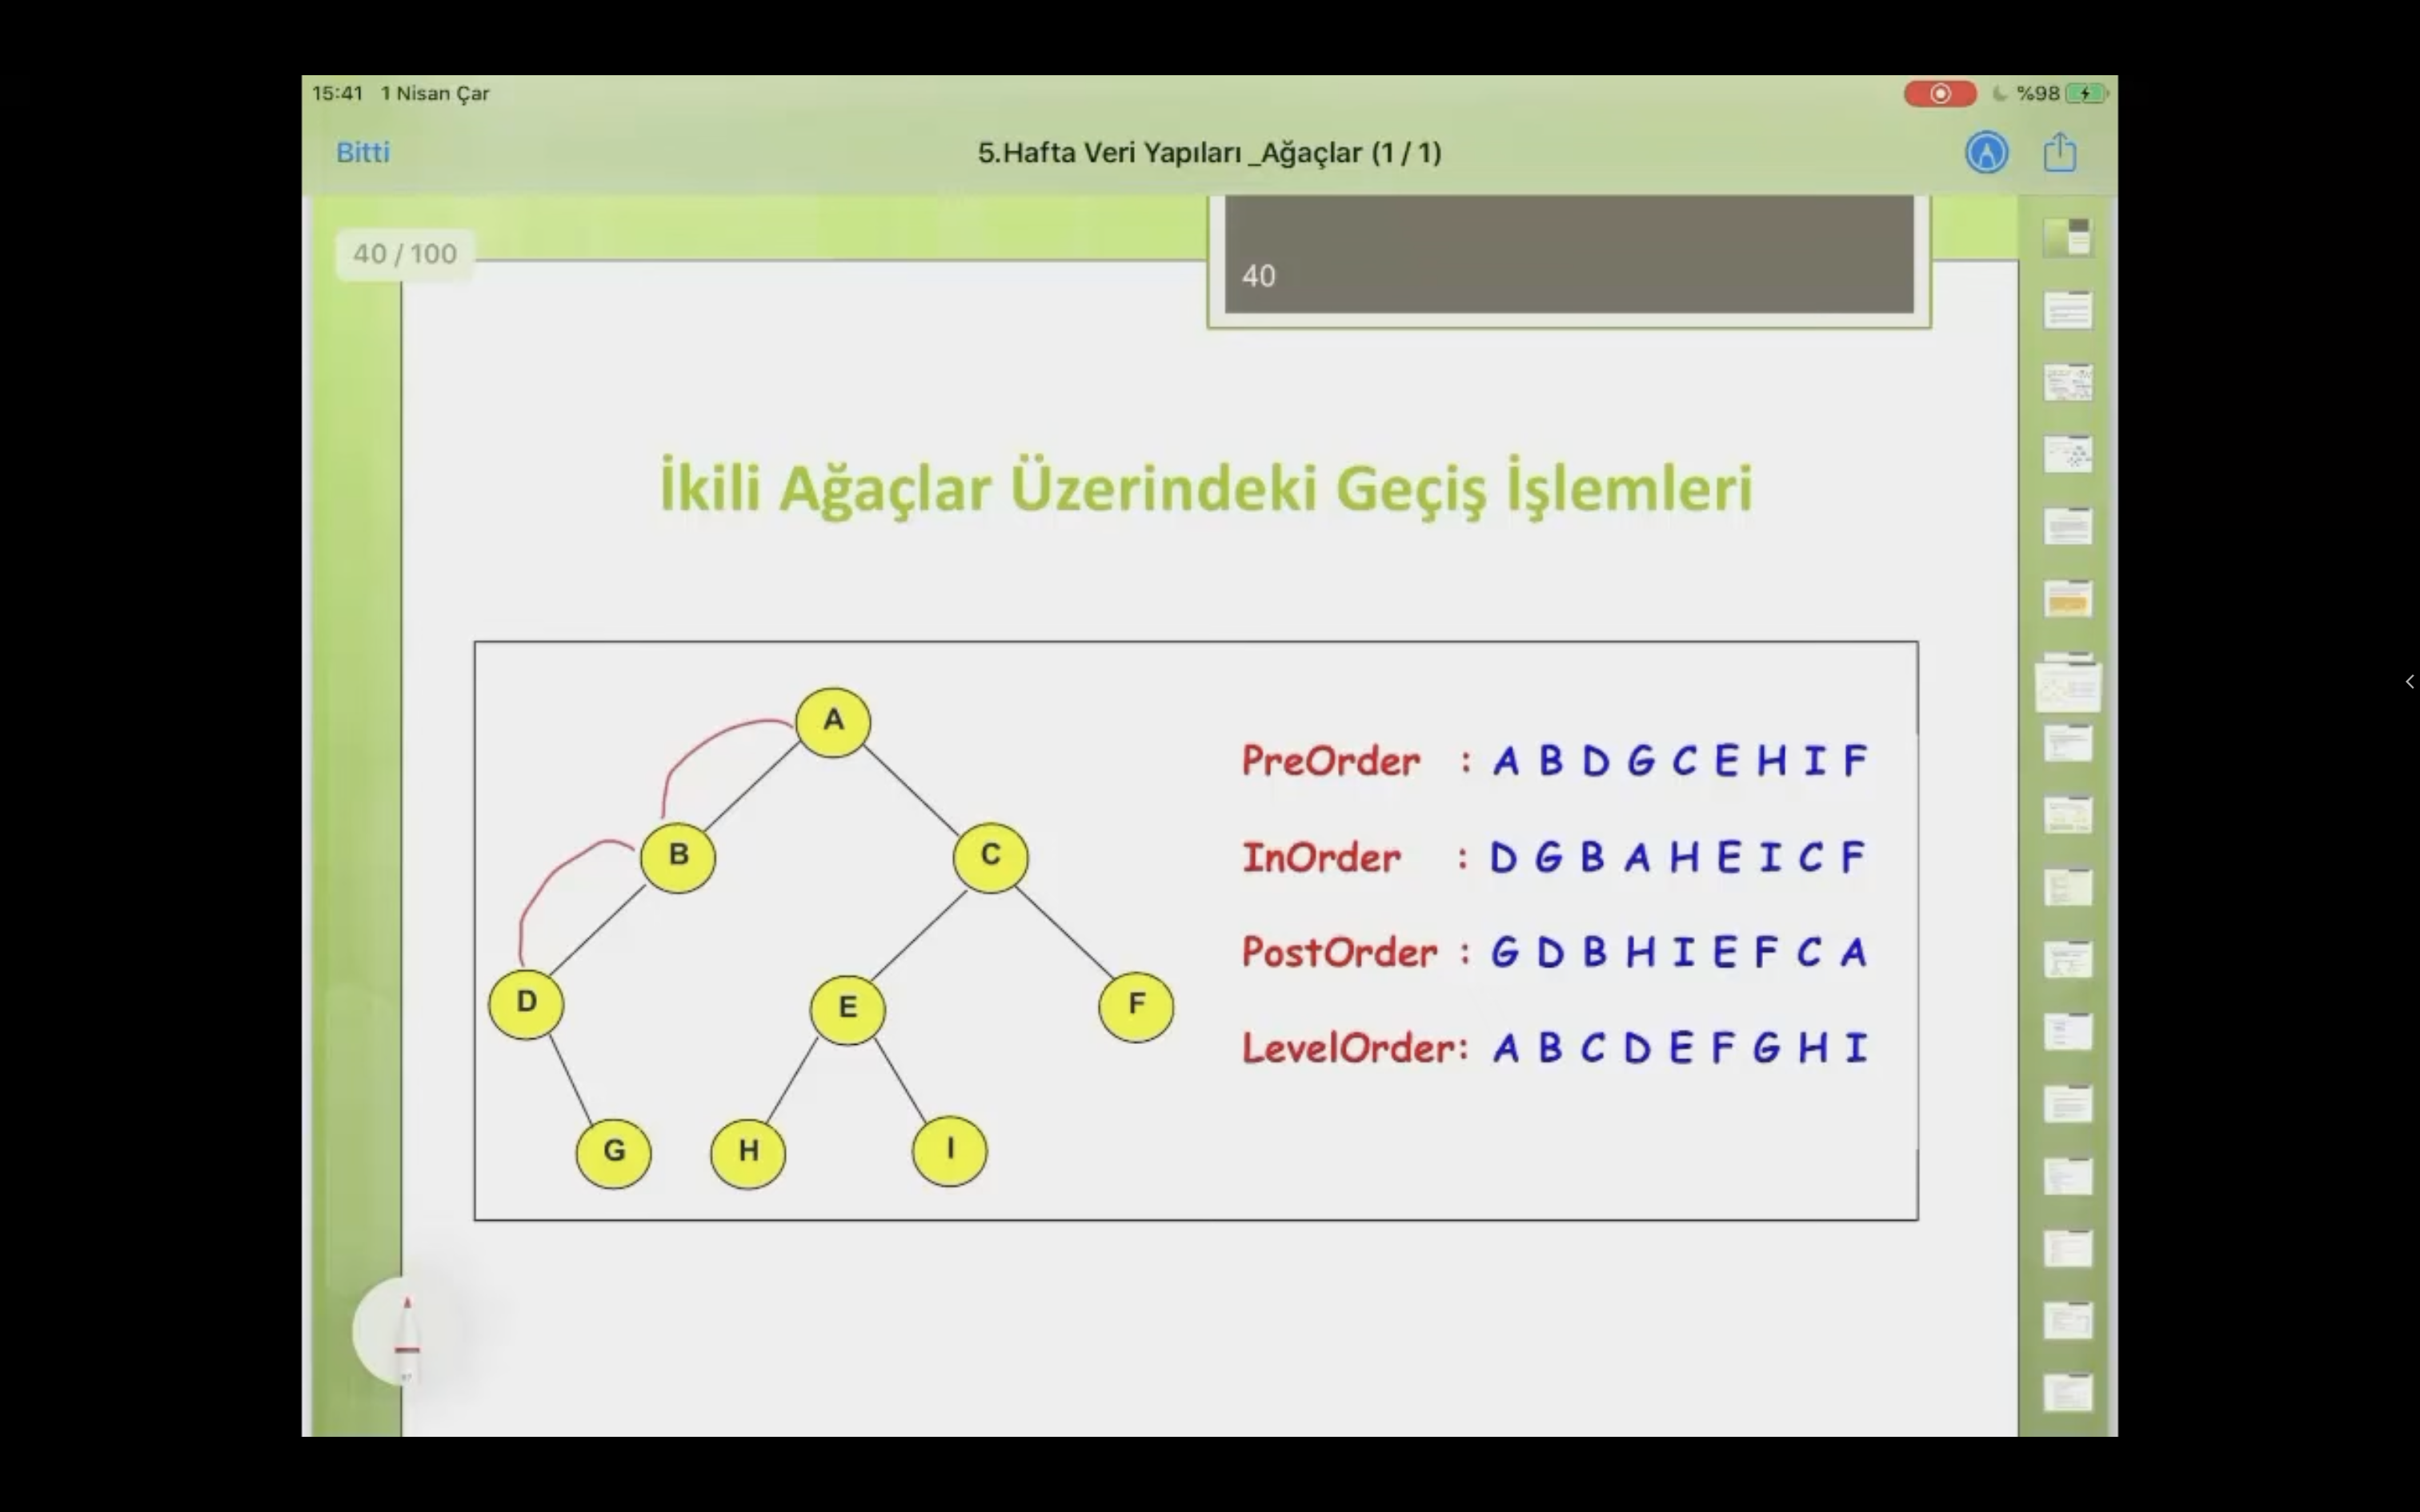 15:41 1 Nisan Çar
%98
Bitti
5.Hafta Veri Yapıları _Ağaçlar (1 / 1)
40 / 100
40
İkili Ağaçlar Üzerindeki Geçiş İşlemleri
A
B
C
D
E
F
G
H
I
PreOrder : A B D G C E H I F
InOrder : D G B A H E I C F
PostOrder : G D B H I E F C A
LevelOrder: A B C D E F G H I